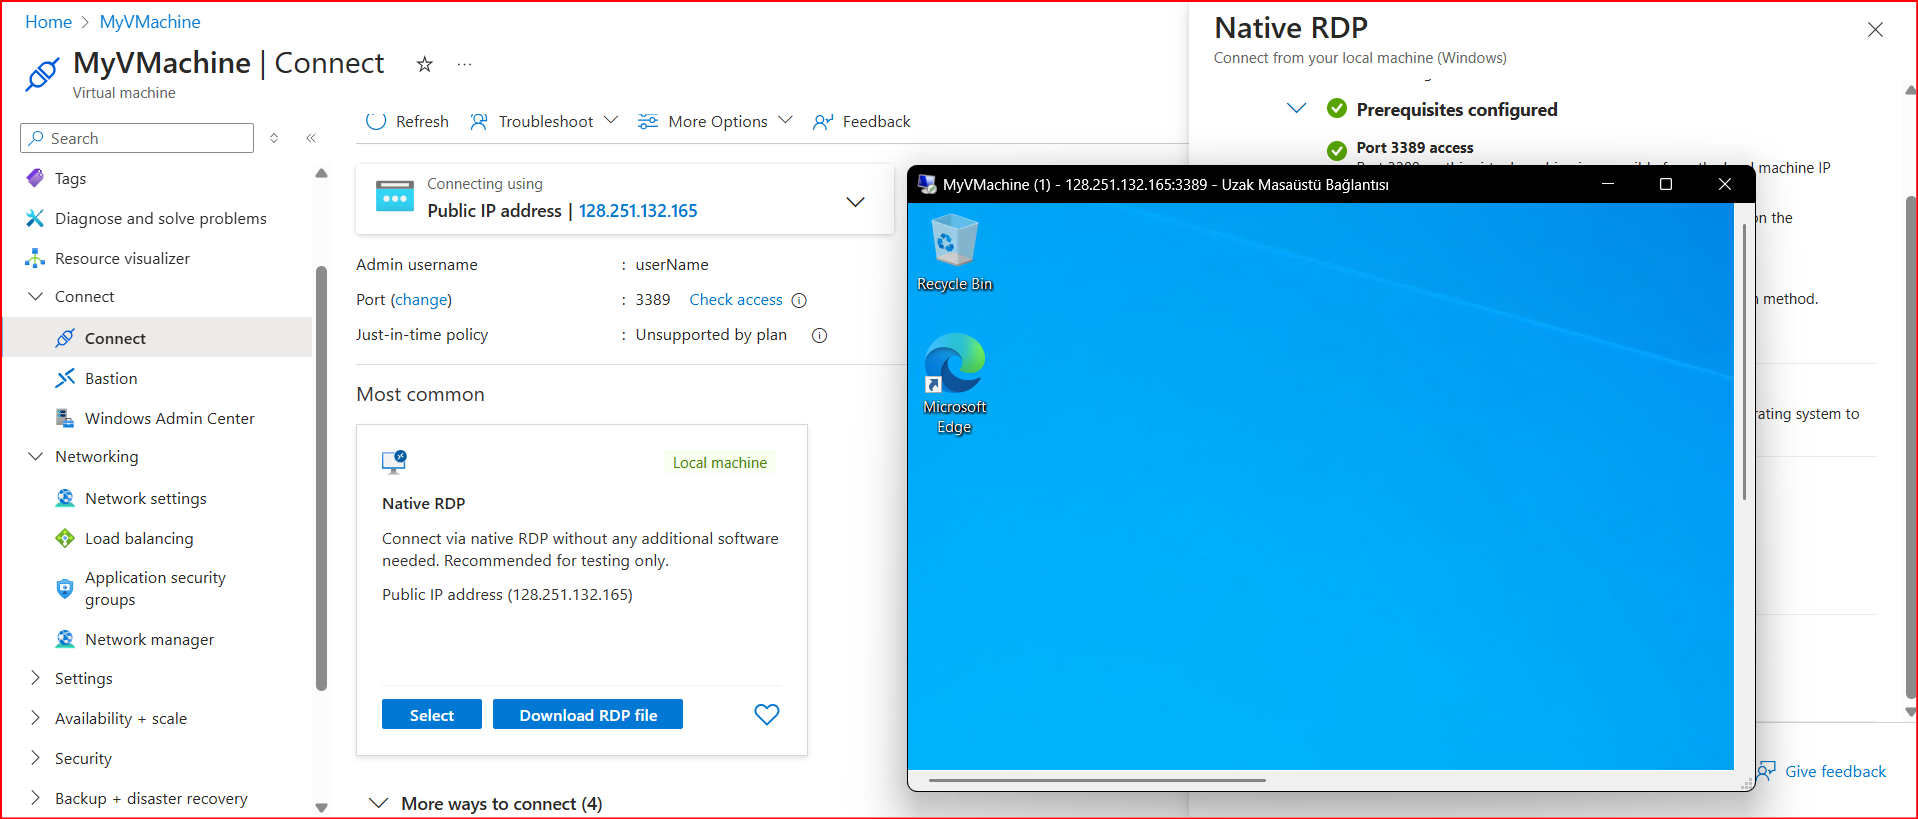 Home > MyVMachine
MyVMachine | Connect
Virtual machine
Search
Tags
Diagnose and solve problems
Resource visualizer
Connect
Connect
Bastion
Windows Admin Center
Networking
Network settings
Load balancing
Application security
groups
Network manager
Settings
Availability + scale
Security
Backup + disaster recovery
Refresh
Troubleshoot
More Options
Feedback
Connecting using
Public IP address | 128.251.132.165
Admin username : userName
Port (change) : 3389 Check access
Just-in-time policy : Unsupported by plan
Most common
Local machine
Native RDP
Connect via native RDP without any additional software
needed. Recommended for testing only.
Public IP address (128.251.132.165)
Select
Download RDP file
More ways to connect (4)
Native RDP
Connect from your local machine (Windows)
Prerequisites configured
Port 3389 access
machine IP
the
method.
system to
Give feedback
MyVMachine (1) - 128.251.132.165:3389 - Uzak Masaüstü Bağlantısı
Recycle Bin
Microsoft
Edge